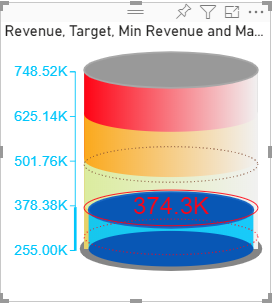 Revenue, Target, Min Revenue and Ma...
748.52K
625.14K
501.76K
378.38K
374.3K
255.00K